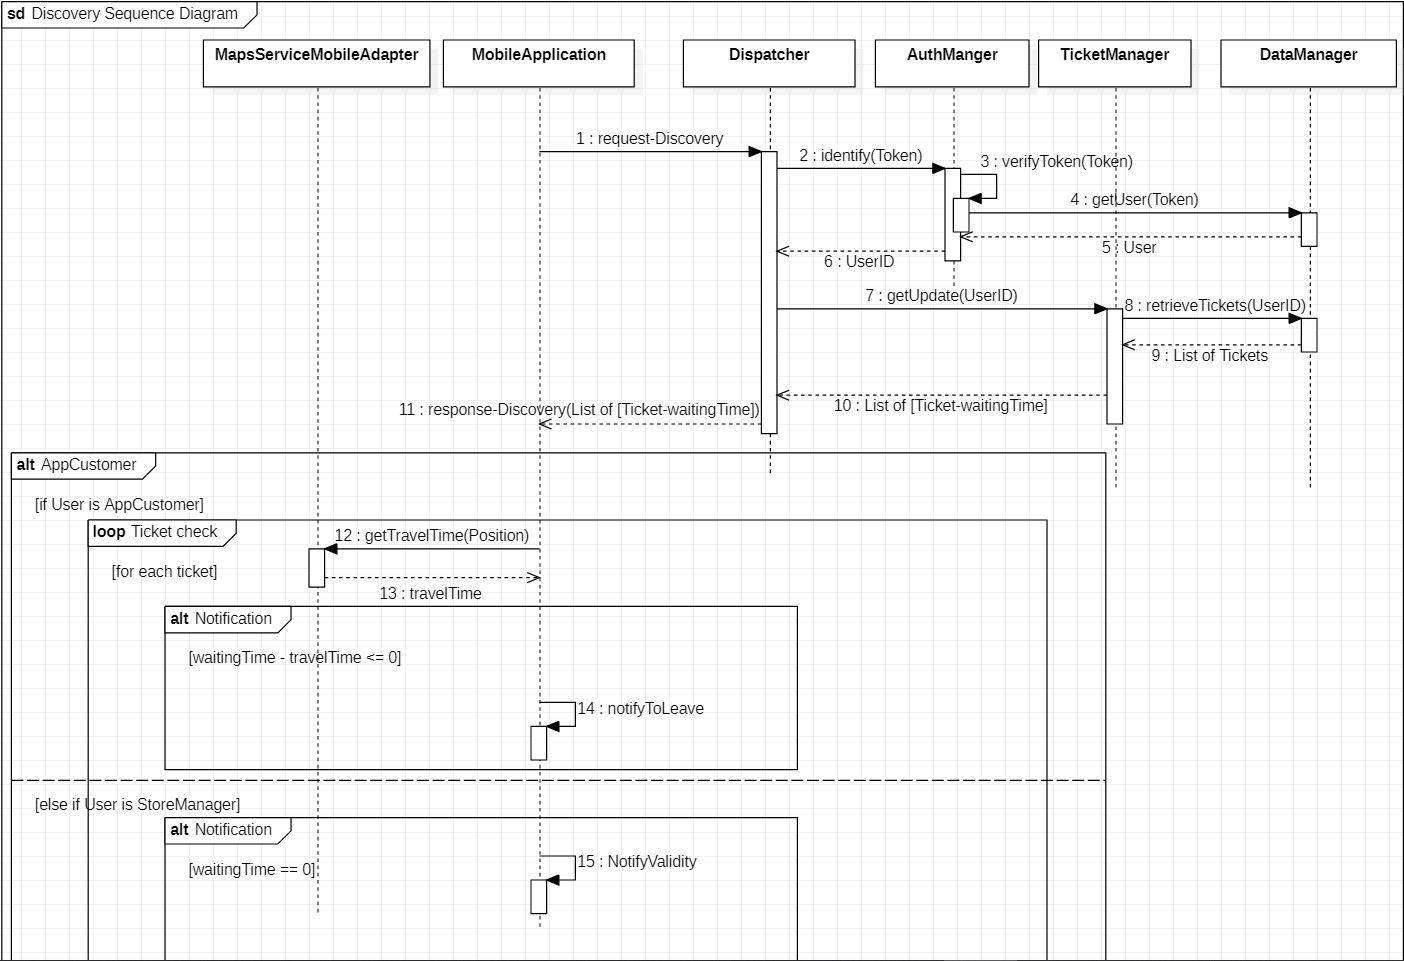 sd Discovery Sequence Diagram
MapsServiceMobileAdapter
MobileApplication
Dispatcher
AuthManger
TicketManager
DataManager
1 : request-Discovery
2 : identify(Token)
3 : verifyToken(Token)
4 : getUser(Token)
5 : User
6 : UserID
7 : getUpdate(UserID)
8 : retrieveTickets(UserID)
9 : List of Tickets
10 : List of [Ticket-waitingTime]
11 : response-Discovery(List of [Ticket-waitingTime])
alt AppCustomer
[if User is AppCustomer]
loop Ticket check
12 : getTravelTime(Position)
[for each ticket]
13 : travelTime
alt Notification
[waitingTime - travelTime <= 0]
14 : notifyToLeave
[else if User is StoreManager]
alt Notification
15 : NotifyValidity
[waitingTime == 0]